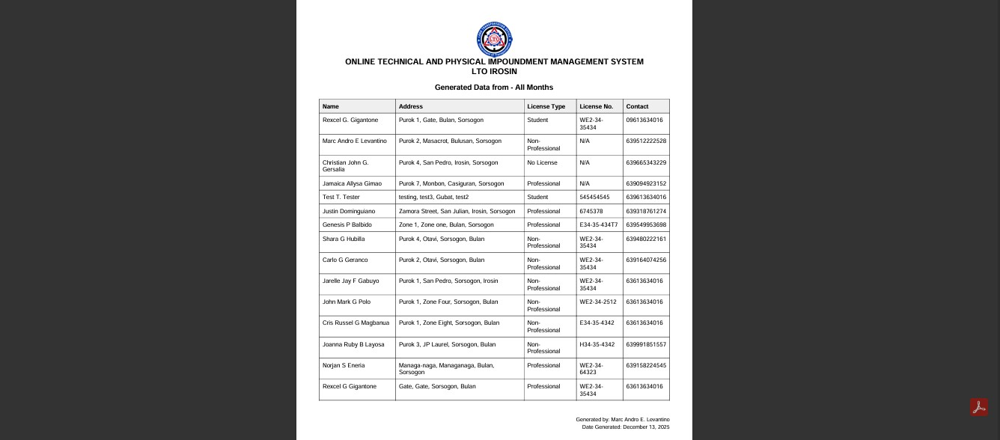 LTO
ONLINE TECHNICAL AND PHYSICAL IMPOUNDMENT MANAGEMENT SYSTEM
LTO IROSIN
Generated Data from - All Months
Name Address License Type License No. Contact
Rexcel G. Gigantone Purok 1, Gate, Bulan, Sorsogon Student WE2-34- 09613634016
35434
Marc Andro E Levantino Purok 2, Masacrot, Bulusan, Sorsogon Non- N/A 639512222528
Professional
Christian John G. Purok 4, San Pedro, Irosin, Sorsogon No License N/A 639665343229
Gersalia
Jamaica Allysa Gimao Purok 7, Monbon, Casiguran, Sorsogon Professional N/A 639094923152
Test T. Tester testing, test3, Gubat, test2 Student 545454545 639613634016
Justin Dominguiano Zamora Street, San Julian, Irosin, Sorsogon Professional 6745378 639318761274
Genesis P Balbido Zone 1, Zone one, Bulan, Sorsogon Professional E34-35-434T7 639549953698
Shara G Hubilla Purok 4, Otavi, Sorsogon, Bulan Non- WE2-34- 639480222161
Professional 35434
Carlo G Geranco Purok 2, Otavi, Sorsogon, Bulan Non- WE2-34- 639164074256
Professional 35434
Jarelle Jay F Gabuyo Purok 1, San Pedro, Sorsogon, Irosin Non- WE2-34- 63613634016
Professional 35434
John Mark G Polo Purok 1, Zone Four, Sorsogon, Bulan Non- WE2-34-2512 63613634016
Professional
Cris Russel G Magbanua Purok 1, Zone Eight, Sorsogon, Bulan Non- E34-35-4342 63613634016
Professional
Joanna Ruby B Layosa Purok 3, JP Laurel, Sorsogon, Bulan Non- H34-35-4342 639991851557
Professional
Norjan S Eneria Managa-naga, Managanaga, Bulan, Professional WE2-34- 639158224545
Sorsogon 64323
Rexcel G Gigantone Gate, Gate, Sorsogon, Bulan Professional WE2-34- 63613634016
35434
Generated by: Marc Andro E. Levantino
Date Generated: December 13, 2025